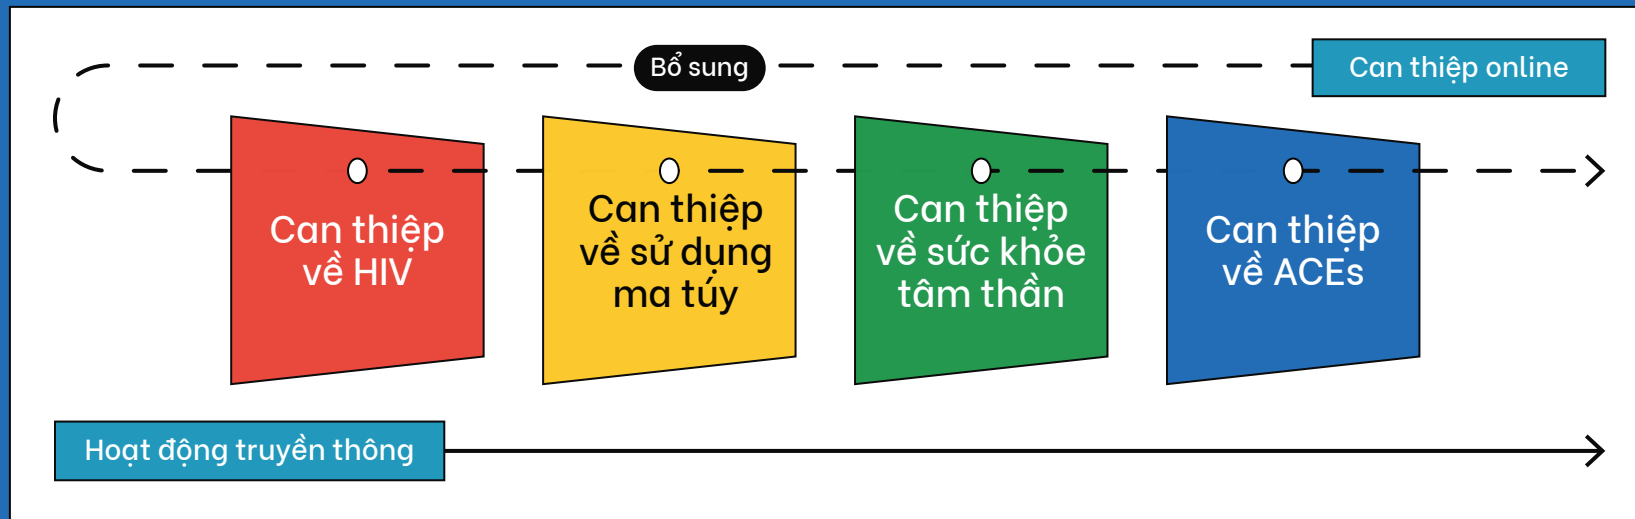 Bổ sung
Can thiệp online
Can thiệp
về HIV
Can thiệp
về sử dụng
ma túy
Can thiệp
về sức khỏe
tâm thần
Can thiệp
về ACEs
Hoạt động truyền thông